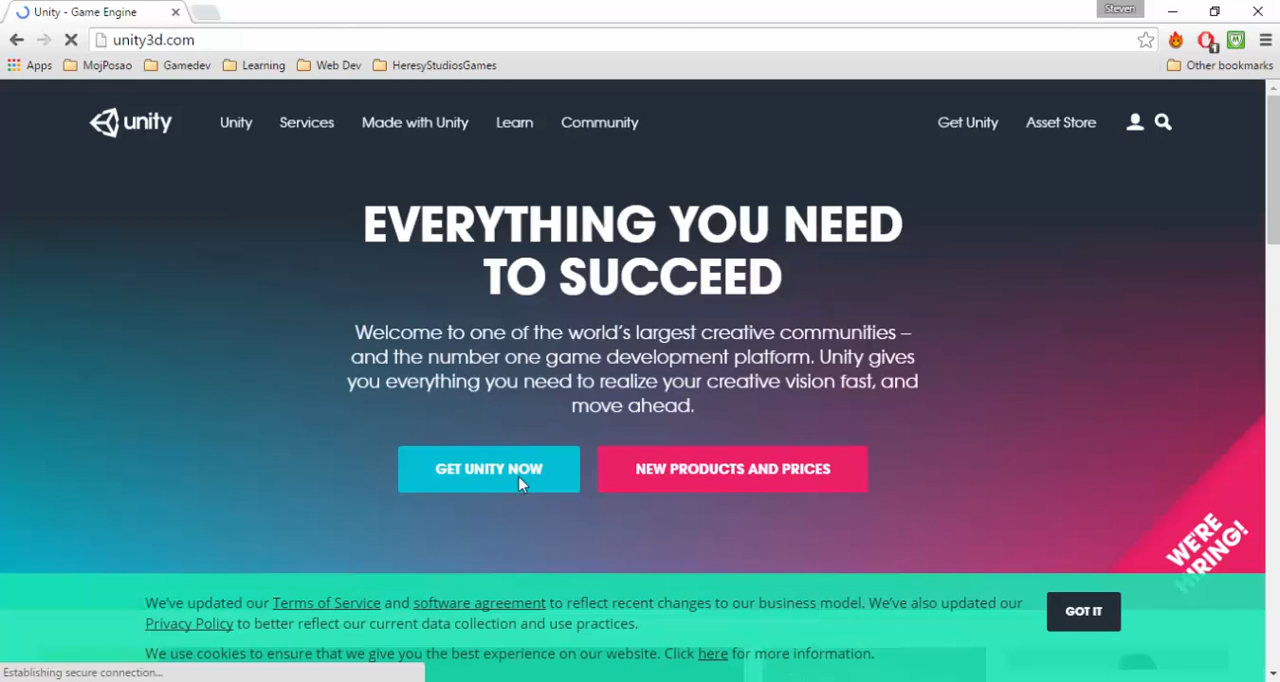 Unity - Game Engine
Steven
unity3d.com
Apps MojPosao Gamedev Learning Web Dev HeresyStudiosGames Other bookmarks
unity Unity Services Made with Unity Learn Community Get Unity Asset Store
EVERYTHING YOU NEED
TO SUCCEED
Welcome to one of the world's largest creative communities –
and the number one game development platform. Unity gives
you everything you need to realize your creative vision fast, and
move ahead.
GET UNITY NOW NEW PRODUCTS AND PRICES
WE'RE
HIRING!
We've updated our Terms of Service and software agreement to reflect recent changes to our business model. We've also updated our
Privacy Policy to better reflect our current data collection and use practices.
GOT IT
We use cookies to ensure that we give you the best experience on our website. Click here for more information.
Establishing secure connection...